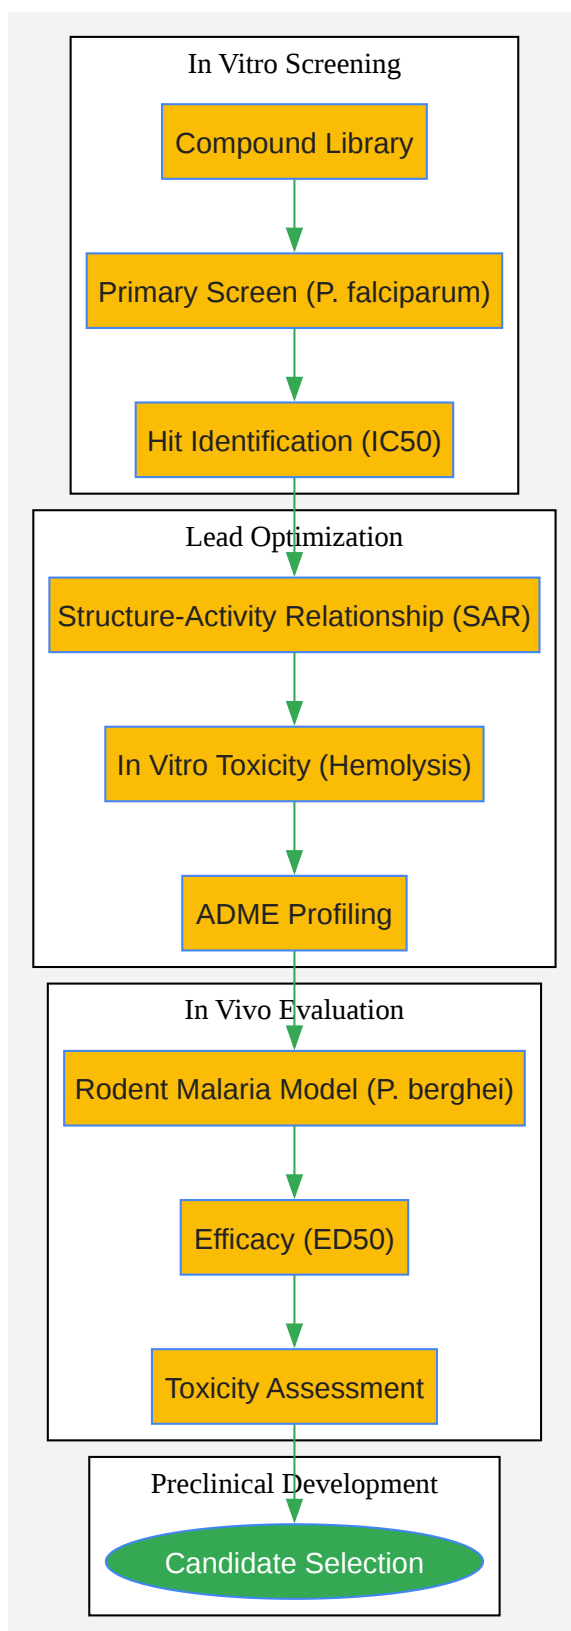 In Vitro Screening
Compound Library
Primary Screen (P. falciparum)
Hit Identification (IC50)
Lead Optimization
Structure-Activity Relationship (SAR)
In Vitro Toxicity (Hemolysis)
ADME Profiling
In Vivo Evaluation
Rodent Malaria Model (P. berghei)
Efficacy (ED50)
Toxicity Assessment
Preclinical Development
Candidate Selection